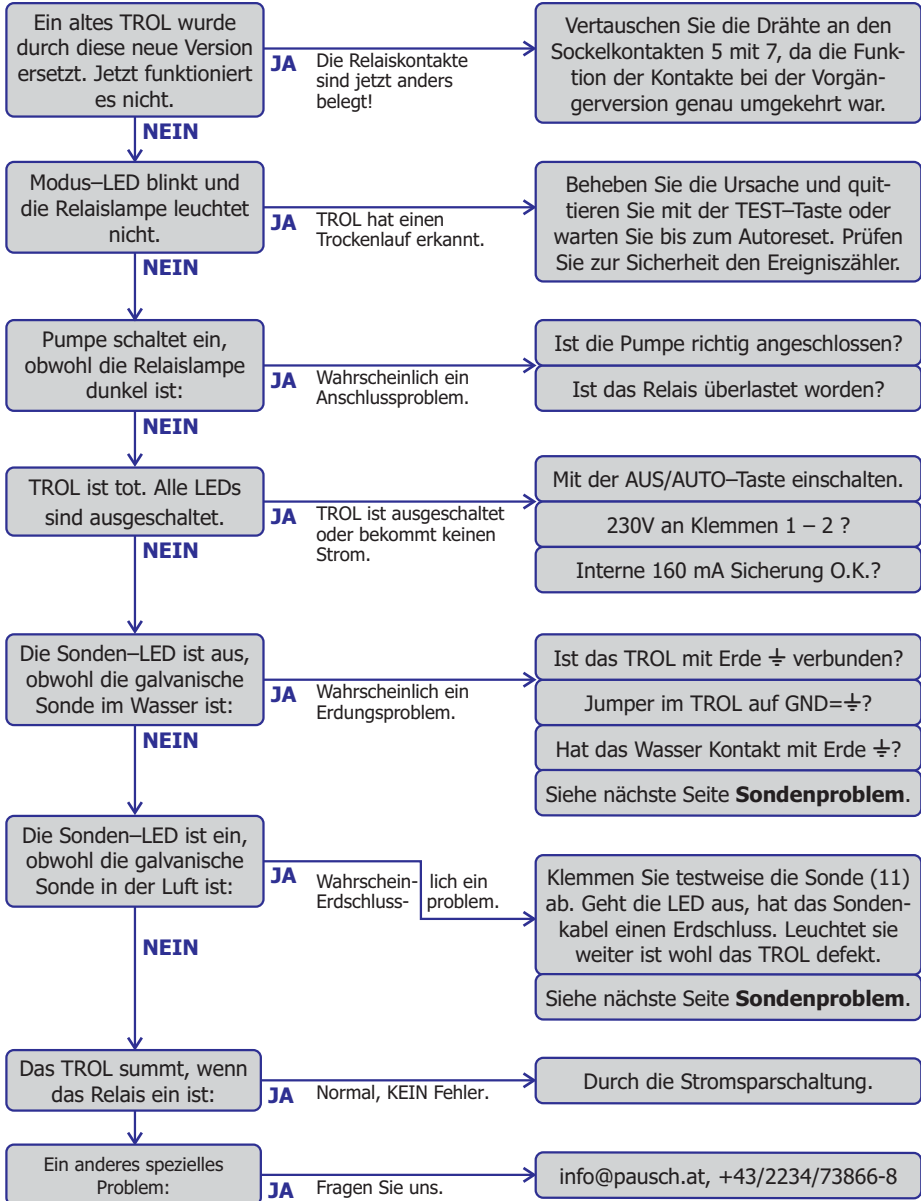 Ein altes TROL wurde
durch diese neue Version
ersetzt. Jetzt funktioniert
es nicht.
JA
Die Relaiskontakte
sind jetzt anders
belegt!
Vertauschen Sie die Drähte an den
Sockelkontakten 5 mit 7, da die Funk-
tion der Kontakte bei der Vorgän-
gerversion genau umgekehrt war.
NEIN
Modus–LED blinkt und
die Relaislampe leuchtet
nicht.
JA
TROL hat einen
Trockenlauf erkannt.
Beheben Sie die Ursache und quit-
tieren Sie mit der TEST–Taste oder
warten Sie bis zum Autoreset. Prüfen
Sie zur Sicherheit den Ereigniszähler.
NEIN
Pumpe schaltet ein,
obwohl die Relaislampe
dunkel ist:
JA
Wahrscheinlich ein
Anschlussproblem.
Ist die Pumpe richtig angeschlossen?
Ist das Relais überlastet worden?
NEIN
TROL ist tot. Alle LEDs
sind ausgeschaltet.
JA
TROL ist ausgeschaltet
oder bekommt keinen
Strom.
Mit der AUS/AUTO–Taste einschalten.
230V an Klemmen 1 – 2 ?
Interne 160 mA Sicherung O.K.?
NEIN
Die Sonden–LED ist aus,
obwohl die galvanische
Sonde im Wasser ist:
JA
Wahrscheinlich ein
Erdungsproblem.
Ist das TROL mit Erde ⏚ verbunden?
Jumper im TROL auf GND=⏚?
Hat das Wasser Kontakt mit Erde ⏚?
Siehe nächste Seite Sondenproblem.
NEIN
Die Sonden–LED ist ein,
obwohl die galvanische
Sonde in der Luft ist:
JA
Wahrschein- lich ein
Erdschluss- problem.
Klemmen Sie testweise die Sonde (11)
ab. Geht die LED aus, hat das Sonden-
kabel einen Erdschluss. Leuchtet sie
weiter ist wohl das TROL defekt.
Siehe nächste Seite Sondenproblem.
NEIN
Das TROL summt, wenn
das Relais ein ist:
JA
Normal, KEIN Fehler.
Durch die Stromsparschaltung.
Ein anderes spezielles
Problem:
JA
Fragen Sie uns.
info@pausch.at, +43/2234/73866-8